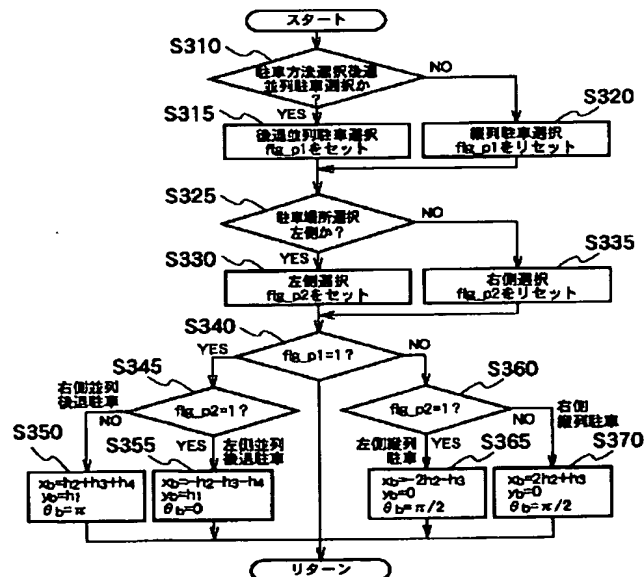 スタート
S310
駐車方法選択後退
並列駐車選択か
?
NO
YES
S315
後退並列駐車選択
flg_p1をセット
S320
縦列駐車選択
flg_p1をリセット
S325
駐車場所選択
左側か?
NO
YES
S330
左側選択
flg_p2をセット
S335
右側選択
flg_p2をリセット
S340
flg_p1=1?
YES
NO
S345
flg_p2=1?
右側並列
後退駐車
NO
YES
左側並列
後退駐車
S360
flg_p2=1?
左側縦列
駐車
YES
NO
右側
縦列駐車
S350
xb=h2+h3+h4
yb=h1
θb=π
S355
xb=-h2-h3-h4
yb=h1
θb=0
S365
xb=-2h2-h3
yb=0
θb=π/2
S370
xb=2h2+h3
yb=0
θb=π/2
リターン